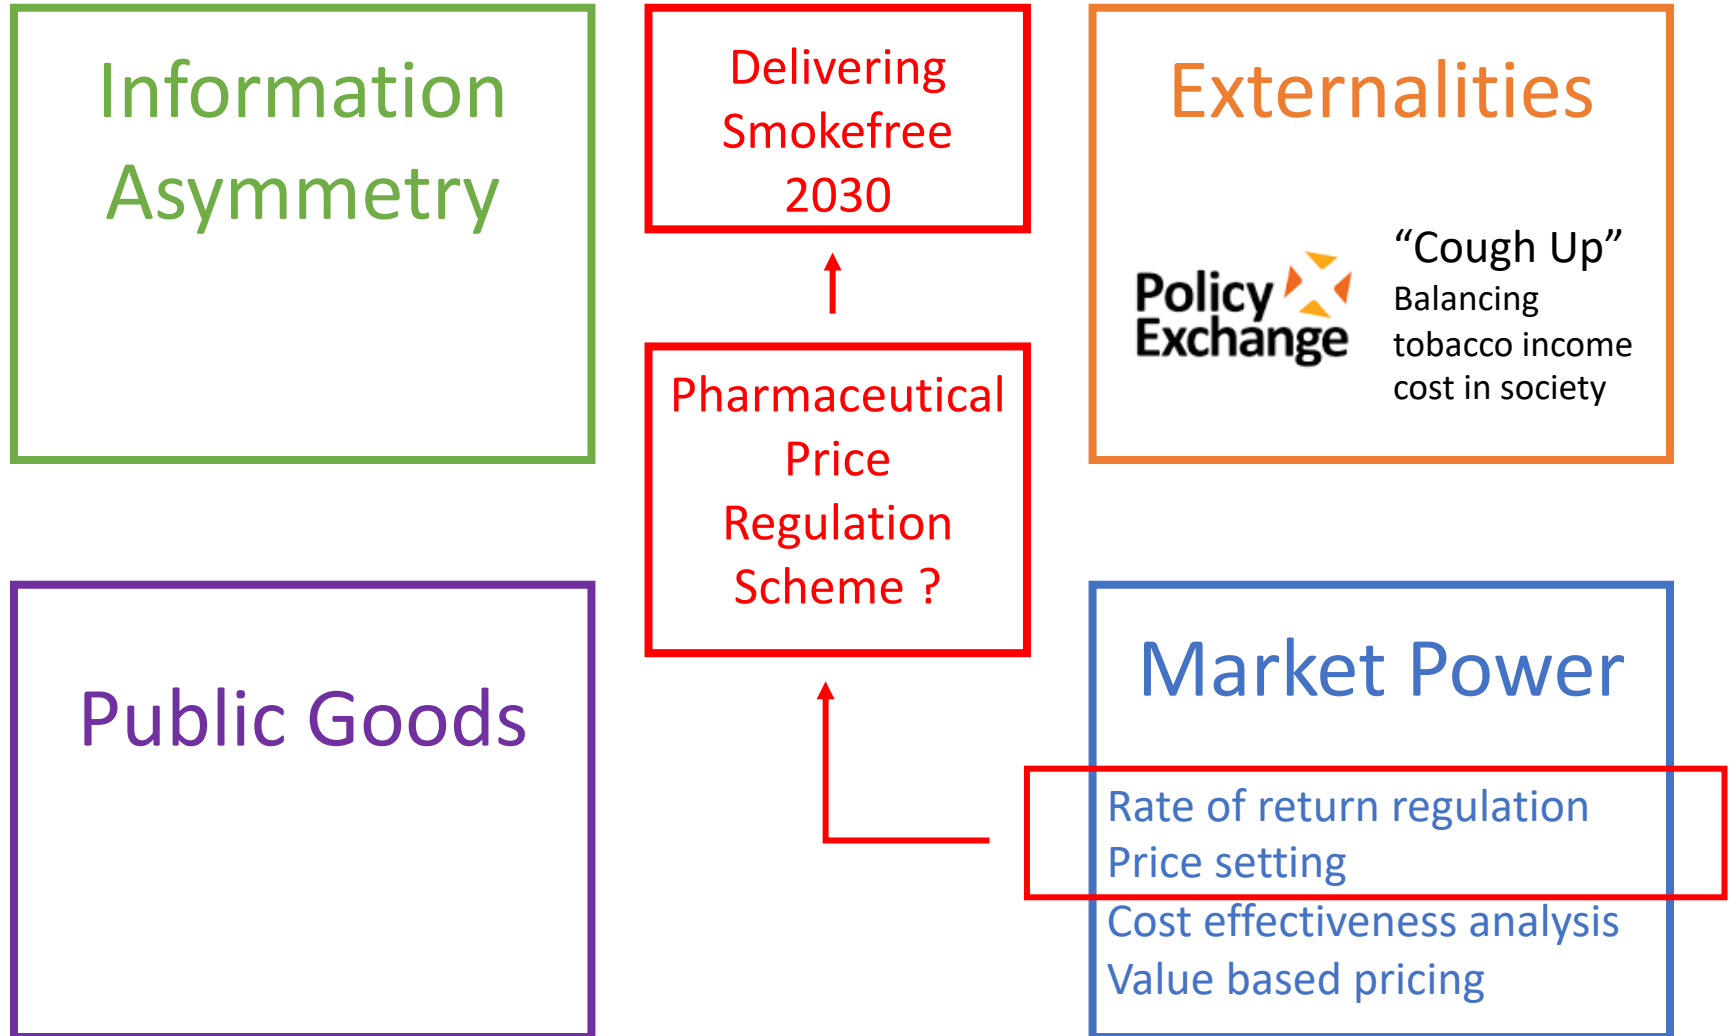 Information
Asymmetry
Delivering
Smokefree
2030
Externalities
Policy
Exchange
“Cough Up”
Balancing
tobacco income
cost in society
Pharmaceutical
Price
Regulation
Scheme ?
Public Goods
Market Power
Rate of return regulation
Price setting
Cost effectiveness analysis
Value based pricing